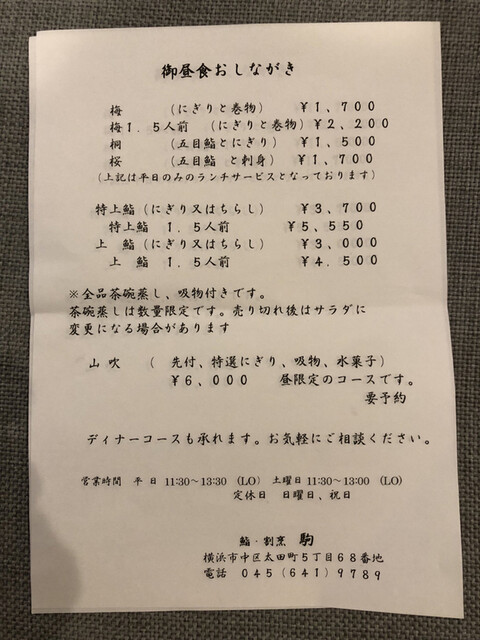 御昼食おしながき
梅 (にぎりと巻物) ¥1,700
梅1.5人前 (にぎりと巻物) ¥2,200
桐 (五目鮨とにぎり) ¥1,500
桜 (五目鮨 と刺身) ¥1,700
(上記は平日のみのランチサービスとなっております)
特上鮨(にぎり又はちらし) ¥3,700
特上鮨 1.5人前 ¥5,550
上 鮨(にぎり又はちらし) ¥3,000
上 鮨 1.5人前 ¥4.500
※全品茶碗蒸し、吸物付きです。
茶碗蒸しは数量限定です。売り切れ後はサラダに
変更になる場合があります
山吹 ( 先付、特選にぎり、吸物、水菓子)
¥6,000 昼限定のコースです。
要予約
ディナーコースも承れます。お気軽にご相談ください。
営業時間 平 日 11:30~13:30 (LO) 土曜日 11:30~13:00 (LO)
定休日 日曜日、祝日
鮨・割烹 駒
横浜市中区太田町5丁目68番地
電話 045(641)9789